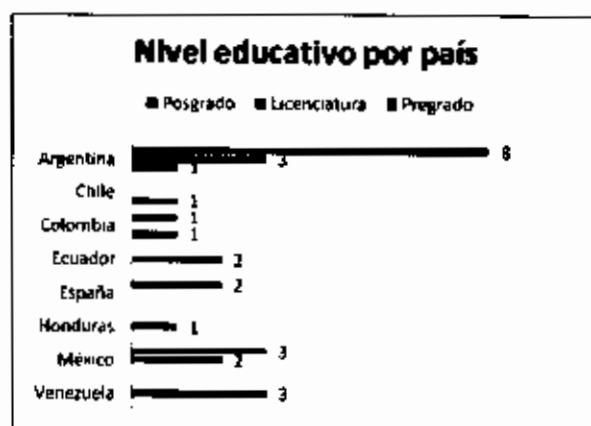 Nivel educativo por país
Posgrado Licenciatura Pregrado
Argentina 8
3
1
Chile 1
1
Colombia 1
Ecuador 2
España 2
Honduras 1
México 3
2
Venezuela 3